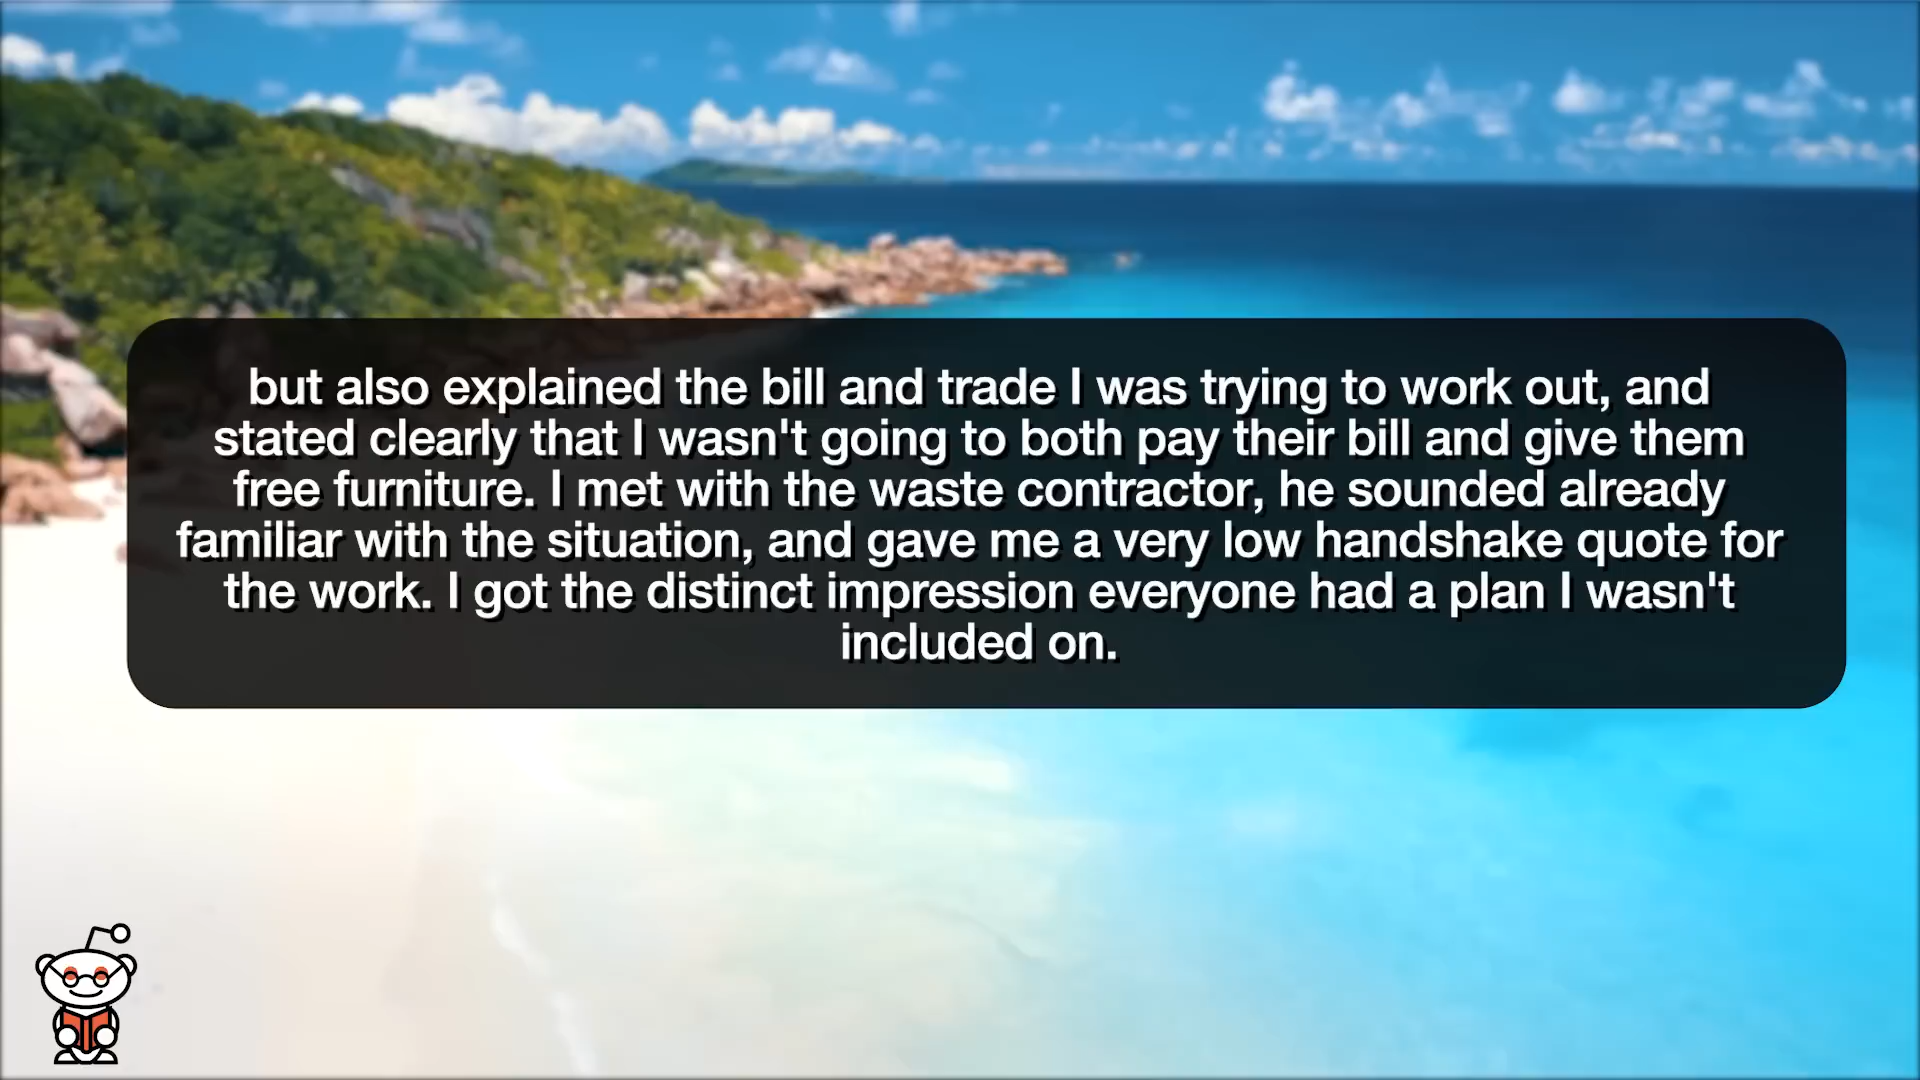 but also explained the bill and trade I was trying to work out, and
stated clearly that I wasn't going to both pay their bill and give them
free furniture. I met with the waste contractor, he sounded already
familiar with the situation, and gave me a very low handshake quote for
the work. I got the distinct impression everyone had a plan I wasn't
included on.